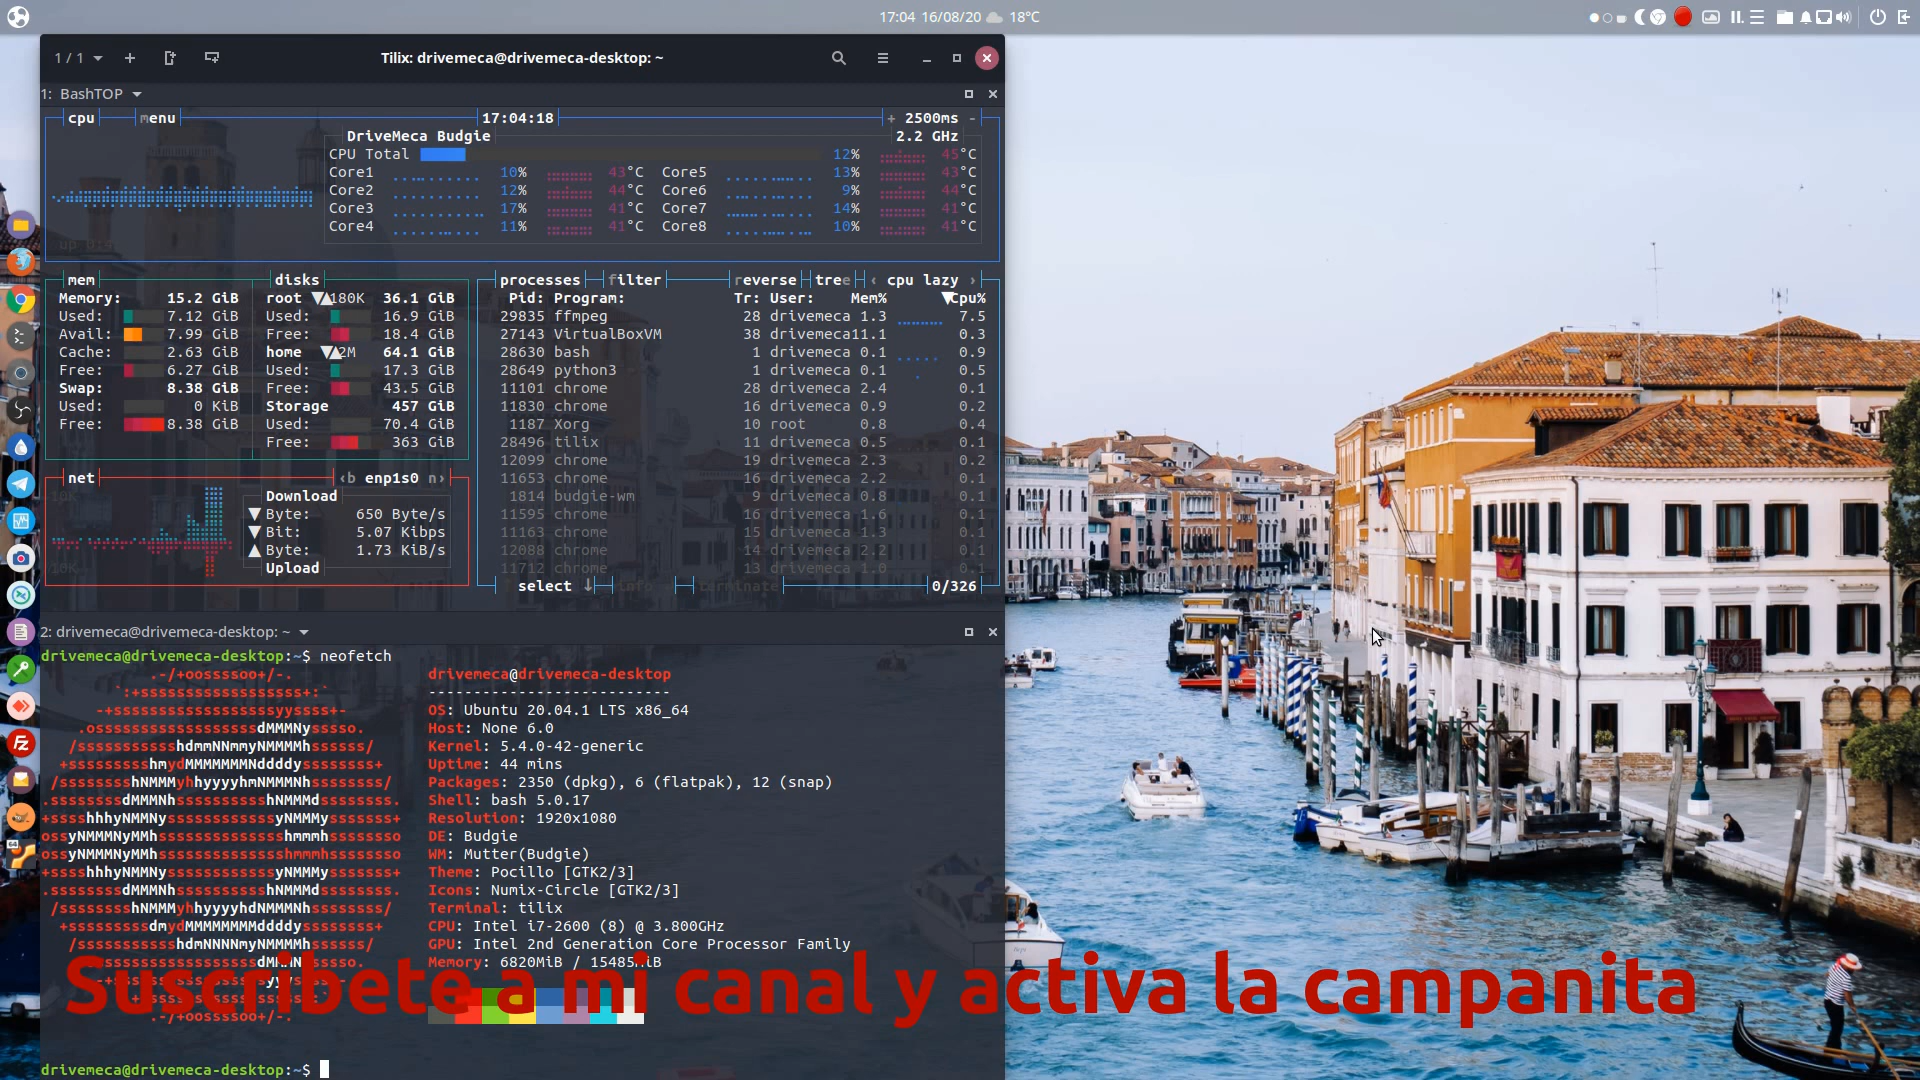 17:04 16/08/20 18°C
1 / 1
Tilix: drivemeca@drivemeca-desktop: ~
1: BashTOP
cpu menu 17:04:18 + 2500ms -
DriveMeca Budgie 2.2 GHz
CPU Total 12% 45°C
Core1 10% 43°C Core5 13% 43°C
Core2 12% 44°C Core6 9% 44°C
Core3 17% 41°C Core7 14% 41°C
Core4 11% 41°C Core8 10% 41°C
mem disks processes filter reverse tree ‹ cpu lazy ›
Memory: 15.2 GiB root ▼▲180K 36.1 GiB Pid: Program: Tr: User: Mem% ▼Cpu%
Used: 7.12 GiB Used: 16.9 GiB 29835 ffmpeg 28 drivemeca 1.3 7.5
Avail: 7.99 GiB Free: 18.4 GiB 27143 VirtualBoxVM 38 drivemeca11.1 0.3
Cache: 2.63 GiB home 64.1 GiB 28630 bash 1 drivemeca 0.1 0.9
Free: 6.27 GiB Used: 17.3 GiB 28649 python3 1 drivemeca 0.1 0.5
Swap: 8.38 GiB Free: 43.5 GiB 11101 chrome 28 drivemeca 2.4 0.1
Used: 0 KiB Storage 457 GiB 11830 chrome 16 drivemeca 0.9 0.2
Free: 8.38 GiB Used: 70.4 GiB 1187 Xorg 10 root 0.8 0.4
Free: 363 GiB 28496 tilix 11 drivemeca 0.5 0.1
12099 chrome 19 drivemeca 2.3 0.2
net ‹b enp1s0 n› 11653 chrome 16 drivemeca 2.2 0.1
Download 1814 budgie-wm 9 drivemeca 0.8 0.1
▼ Byte: 650 Byte/s 11595 chrome 16 drivemeca 1.6 0.1
▼ Bit: 5.07 Kibps 11163 chrome 15 drivemeca 1.3 0.1
▲ Byte: 1.73 KiB/s 12088 chrome 14 drivemeca 2.2 0.1
Upload 11712 chrome 13 drivemeca 1.0 0.1
select ↓ info terminate 0/326
2: drivemeca@drivemeca-desktop: ~
drivemeca@drivemeca-desktop:~$ neofetch
drivemeca@drivemeca-desktop
---------------------------
OS: Ubuntu 20.04.1 LTS x86_64
Host: None 6.0
Kernel: 5.4.0-42-generic
Uptime: 44 mins
Packages: 2350 (dpkg), 6 (flatpak), 12 (snap)
Shell: bash 5.0.17
Resolution: 1920x1080
DE: Budgie
WM: Mutter(Budgie)
Theme: Pocillo [GTK2/3]
Icons: Numix-Circle [GTK2/3]
Terminal: tilix
CPU: Intel i7-2600 (8) @ 3.800GHz
GPU: Intel 2nd Generation Core Processor Family
Memory: 6820MiB / 15485MiB
Suscribete a mi canal y activa la campanita
drivemeca@drivemeca-desktop:~$